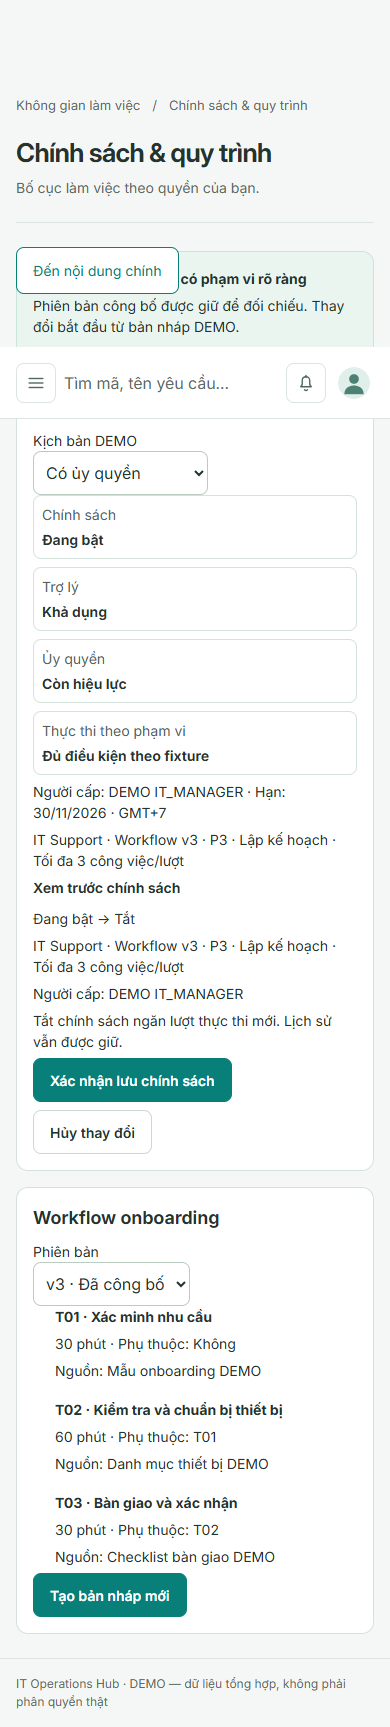 Không gian làm việc / Chính sách & quy trình
Chính sách & quy trình
Bố cục làm việc theo quyền của bạn.
Đến nội dung chính
có phạm vi rõ ràng
Phiên bản công bố được giữ để đối chiếu. Thay
đổi bắt đầu từ bản nháp DEMO.
Tìm mã, tên yêu cầu...
Kịch bản DEMO
Có ủy quyền
Chính sách
Đang bật
Trợ lý
Khả dụng
Ủy quyền
Còn hiệu lực
Thực thi theo phạm vi
Đủ điều kiện theo fixture
Người cấp: DEMO IT_MANAGER · Hạn:
30/11/2026 · GMT+7
IT Support · Workflow v3 · P3 · Lập kế hoạch ·
Tối đa 3 công việc/lượt
Xem trước chính sách
Đang bật → Tắt
IT Support · Workflow v3 · P3 · Lập kế hoạch ·
Tối đa 3 công việc/lượt
Người cấp: DEMO IT_MANAGER
Tắt chính sách ngăn lượt thực thi mới. Lịch sử
vẫn được giữ.
Xác nhận lưu chính sách
Hủy thay đổi
Workflow onboarding
Phiên bản
v3 · Đã công bố
T01 · Xác minh nhu cầu
30 phút · Phụ thuộc: Không
Nguồn: Mẫu onboarding DEMO
T02 · Kiểm tra và chuẩn bị thiết bị
60 phút · Phụ thuộc: T01
Nguồn: Danh mục thiết bị DEMO
T03 · Bàn giao và xác nhận
30 phút · Phụ thuộc: T02
Nguồn: Checklist bàn giao DEMO
Tạo bản nháp mới
IT Operations Hub · DEMO — dữ liệu tổng hợp, không phải
phân quyền thật